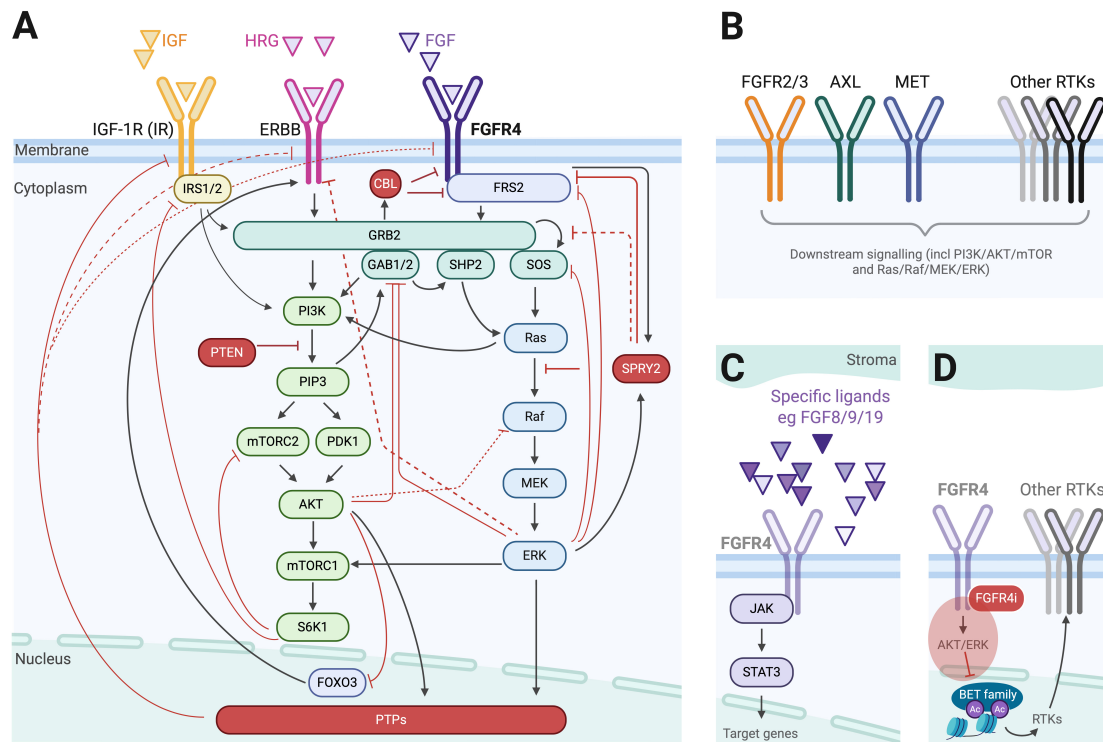 A
IGF
HRG
FGF
IGF-1R (IR)
ERBB
FGFR4
Membrane
Cytoplasm
IRS1/2
CBL
FRS2
GRB2
GAB1/2
SHP2
SOS
PI3K
Ras
PTEN
SPRY2
PIP3
Raf
mTORC2
PDK1
MEK
AKT
ERK
mTORC1
S6K1
Nucleus
FOXO3
PTPs
B
FGFR2/3
AXL
MET
Other RTKs
Downstream signalling (incl PI3K/AKT/mTOR
and Ras/Raf/MEK/ERK)
C
Stroma
Specific ligands
eg FGF8/9/19
FGFR4
JAK
STAT3
Target genes
D
FGFR4
Other RTKs
FGFR4i
AKT/ERK
BET family
Ac
Ac
RTKs